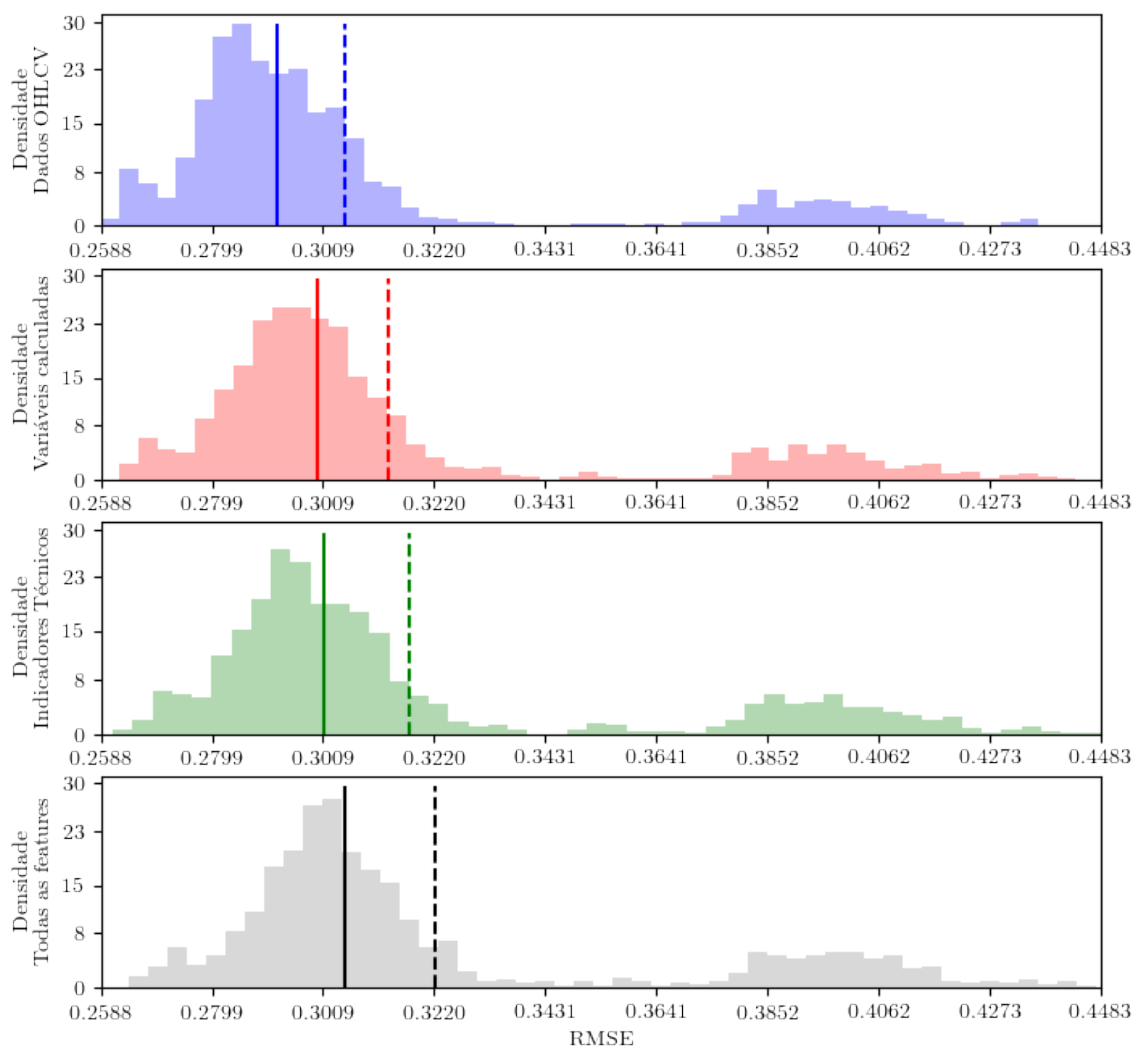 30
23
15
8
0
Densidade
Dados OHLCV
0.2588 0.2799 0.3009 0.3220 0.3431 0.3641 0.3852 0.4062 0.4273 0.4483
30
23
15
8
0
Densidade
Variáveis calculadas
0.2588 0.2799 0.3009 0.3220 0.3431 0.3641 0.3852 0.4062 0.4273 0.4483
30
23
15
8
0
Densidade
Indicadores Técnicos
0.2588 0.2799 0.3009 0.3220 0.3431 0.3641 0.3852 0.4062 0.4273 0.4483
30
23
15
8
0
Densidade
Todas as features
0.2588 0.2799 0.3009 0.3220 0.3431 0.3641 0.3852 0.4062 0.4273 0.4483
RMSE